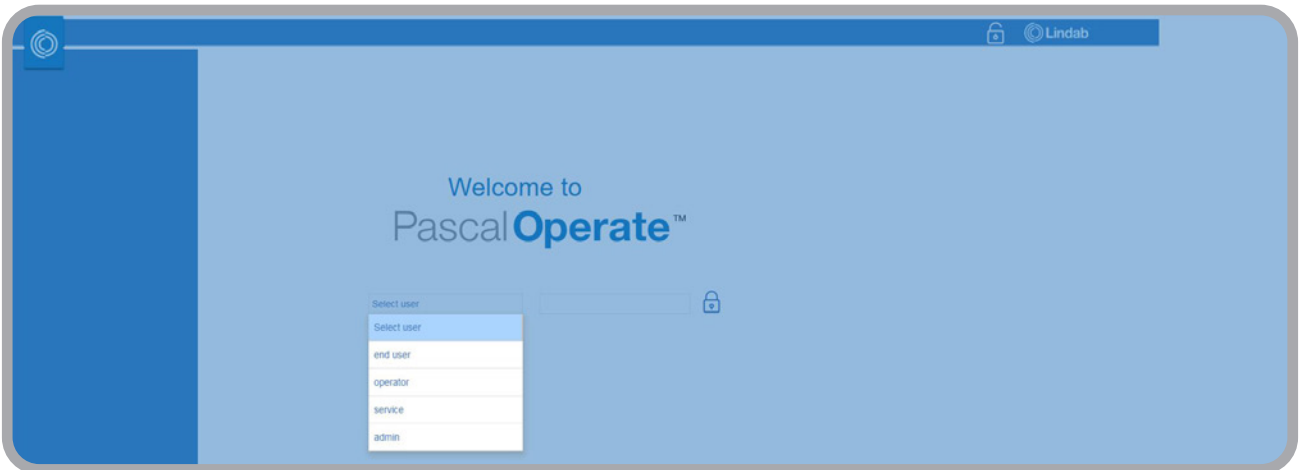 Lindab
Welcome to
PascalOperate™
Select user
Select user
end user
operator
service
admin